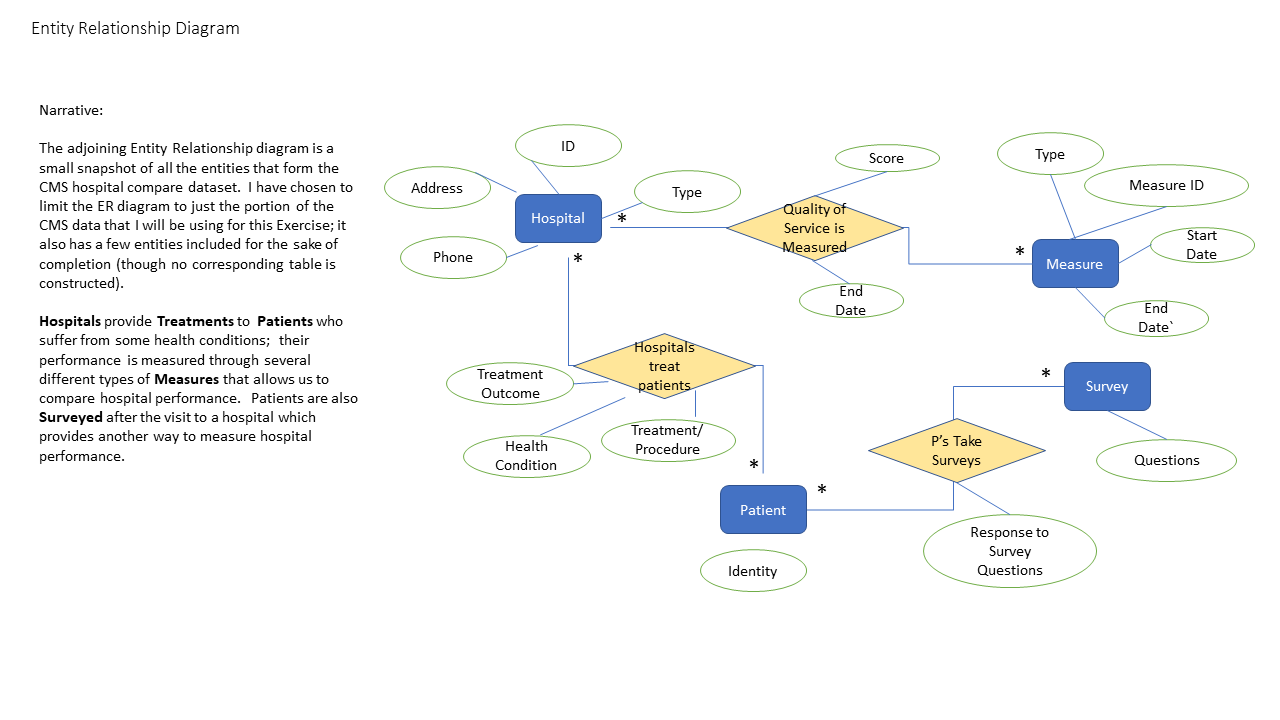 Entity Relationship Diagram
Narrative:
The adjoining Entity Relationship diagram is a
small snapshot of all the entities that form the
CMS hospital compare dataset.  I have chosen to
limit the ER diagram to just the portion of the
CMS data that I will be using for this Exercise; it
also has a few entities included for the sake of
completion (though no corresponding table is
constructed).
Hospitals provide Treatments to Patients who
suffer from some health conditions;  their
performance is measured through several
different types of Measures that allows us to
compare hospital performance.   Patients are also
Surveyed after the visit to a hospital which
provides another way to measure hospital
performance.
ID
Address
Type
Hospital
*
Phone
*
Score
Quality of
Service is
Measured
End
Date
Type
Measure ID
Start
Date
*
Measure
End
Date`
Hospitals
treat
patients
Treatment
Outcome
Health
Condition
Treatment/
Procedure
*
Patient
*
Identity
*
Survey
P's Take
Surveys
Questions
Response to
Survey
Questions